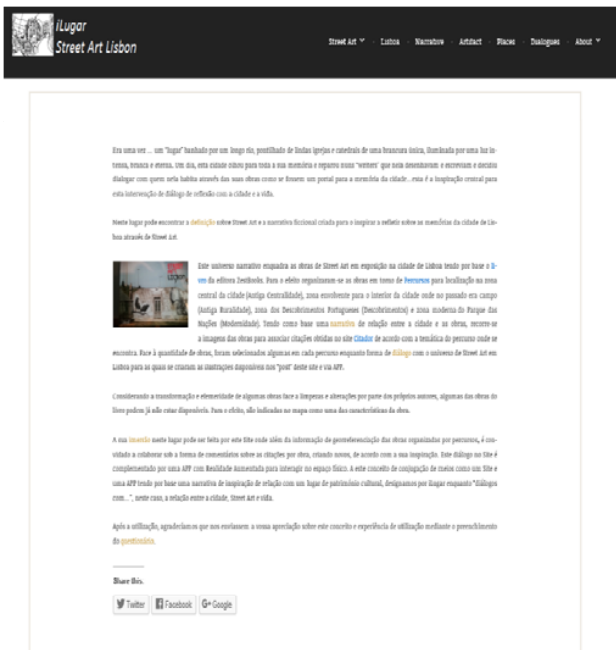 iLugar
Street Art Lisbon
Street Art · Lisboa · Narrative · Artifact · Places · Dialogues · About
Era uma vez ... um "lugar" banhado por um longo rio, pontilhado de lindas igrejas e catedrais de uma brancura única, iluminada por uma luz in-
tensa, branca e eterna. Um dia, esta cidade olhou para toda a sua memória e reparou nuns "writers" que nela desenhavam e escreviam e decidiu
dialogar com quem nela habita através das suas obras como se fossem um portal para a memória da cidade...esta é a inspiração central para
esta intervenção de diálogo de reflexão com a cidade e a vida.
Neste lugar pode encontrar a definição sobre Street Art e a narrativa ficcional criada para o inspirar a refletir sobre as memórias da cidade de Lis-
boa através de Street Art.
Este universo narrativo enquadra as obras de Street Art em exposição na cidade de Lisboa tendo por base o li-
vro da editora ZestBooks. Para o efeito organizaram-se as obras em torno de Percursos para localização na zona
central da cidade (Antiga Centralidade), zona envolvente para o interior da cidade onde no passado era campo
(Antiga Ruralidade), zona dos Descobrimentos Portugueses (Descobrimentos) e zona moderna do Parque das
Nações (Modernidade). Tendo como base uma narrativa de relação entre a cidade e as obras, recorre-se
a imagens das obras para associar citações obtidas no site Citador de acordo com a temática do percurso onde se
encontra. Face à quantidade de obras, foram selecionados algumas em cada percurso enquanto forma de diálogo com o universo de Street Art em
Lisboa para as quais se criaram as ilustrações disponíveis nos "post" deste site e via APP.
Considerando a transformação e efemeridade de algumas obras face a limpezas e alterações por parte dos próprios autores, algumas das obras do
livro podem já não estar disponíveis. Para o efeito, são indicadas no mapa como uma das características da obra.
A sua imersão neste lugar pode ser feita por este Site onde além da informação de georreferenciação das obras organizadas por percursos, é con-
vidado a colaborar sob a forma de comentários sobre as citações por obra, criando novos, de acordo com a sua inspiração. Este diálogo no Site é
complementado por uma APP com Realidade Aumentada para interagir no espaço físico. A este conceito de conjugação de meios como um Site e
uma APP tendo por base uma narrativa de inspiração de relação com um lugar de património cultural, designamos por ilugar enquanto "diálogos
com...", neste caso, a relação entre a cidade, Street Art e vida.
Após a utilização, agradecíamos que nos enviassem a vossa apreciação sobre este conceito e experiência de utilização mediante o preenchimento
do questionário.
Share this:
Twitter Facebook G+ Google